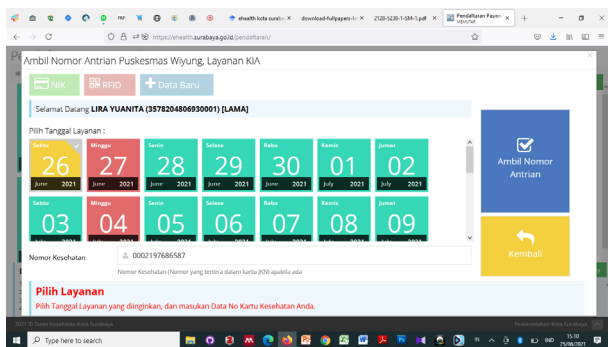 ehealth kota surab
download-fullpapers-ik
2120-5230-1-SM-1.pdf
Pendaftaran Pasien
MEMUTAR
https://ehealth.surabaya.go.id/pendaftaran/
Ambil Nomor Antrian Puskesmas Wiyung, Layanan KIA
NIK
RFID
Data Baru
Selamat Datang LIRA YUANITA (3578204806930001) [LAMA]
Pilih Tanggal Layanan :
Sabtu Minggu Senin Selasa Rabu Kamis Jumat
26 27 28 29 30 01 02
June 2021 June 2021 June 2021 June 2021 June 2021 July 2021 July 2021
Sabtu Minggu Senin Selasa Rabu Kamis Jumat
03 04 05 06 07 08 09
Ambil Nomor
Antrian
Kembali
Nomor Kesehatan
0002197686587
Nomor Kesehatan (Nomor yang tertera dalam kartu JKN) apabila ada
Pilih Layanan
Pilih Tanggal Layanan yang diinginkan, dan masukan Data No Kartu Kesehatan Anda.
2021 © Dinas Kesehatan Kota Surabaya
Pemerintahan Kota Surabaya
Type here to search
IND
15.10
25/06/2021